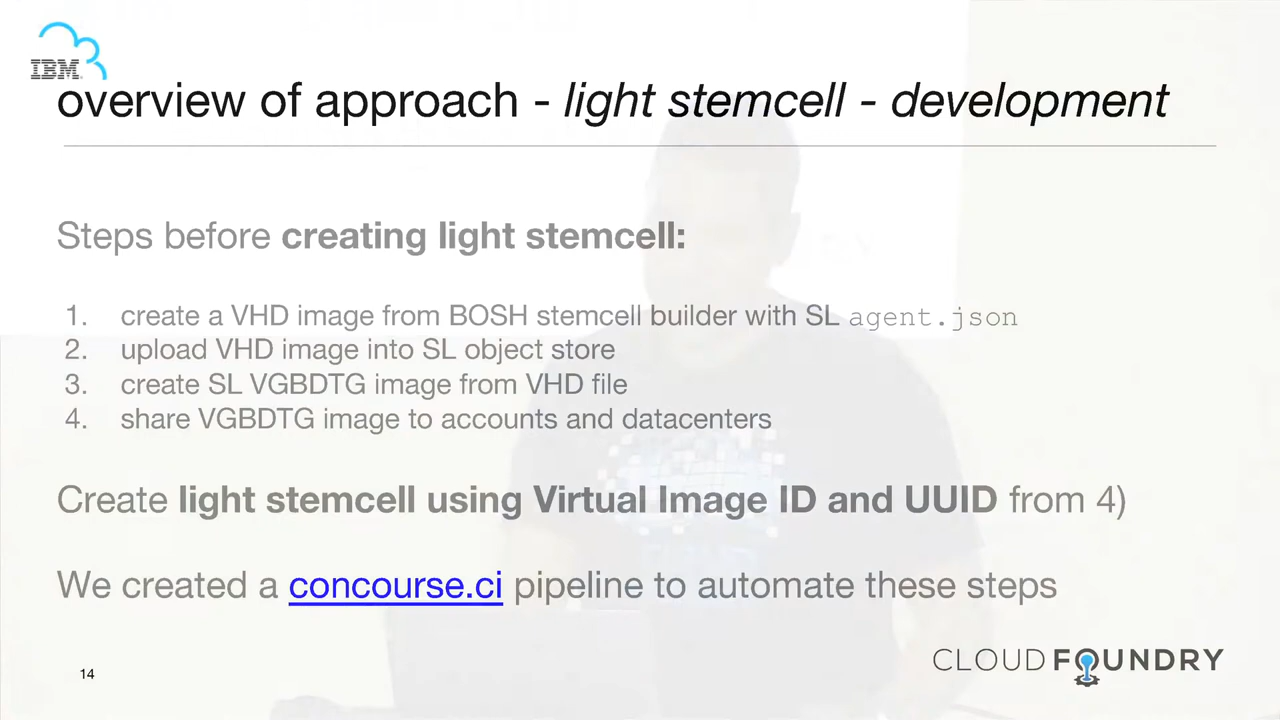 IBM
overview of approach - light stemcell - development
Steps before creating light stemcell:
1. create a VHD image from BOSH stemcell builder with SL agent.json
2. upload VHD image into SL object store
3. create SL VGBDTG image from VHD file
4. share VGBDTG image to accounts and datacenters
Create light stemcell using Virtual Image ID and UUID from 4)
We created a concourse.ci pipeline to automate these steps
14
CLOUD FOUNDRY